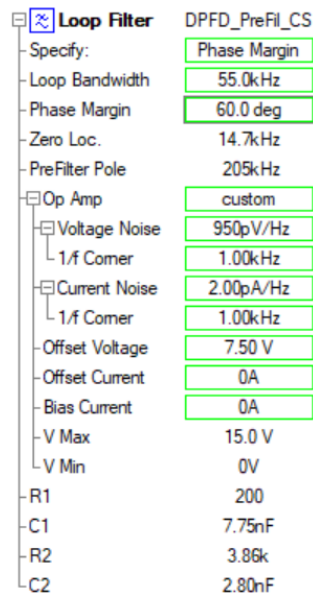 Loop Filter DPFD_PreFil_CS
Specify: Phase Margin
Loop Bandwidth 55.0kHz
Phase Margin 60.0 deg
Zero Loc. 14.7kHz
PreFilter Pole 205kHz
Op Amp custom
Voltage Noise 950pV/Hz
1/f Corner 1.00kHz
Current Noise 2.00pA/Hz
1/f Corner 1.00kHz
Offset Voltage 7.50 V
Offset Current 0A
Bias Current 0A
V Max 15.0 V
V Min 0V
R1 200
C1 7.75nF
R2 3.86k
C2 2.80nF